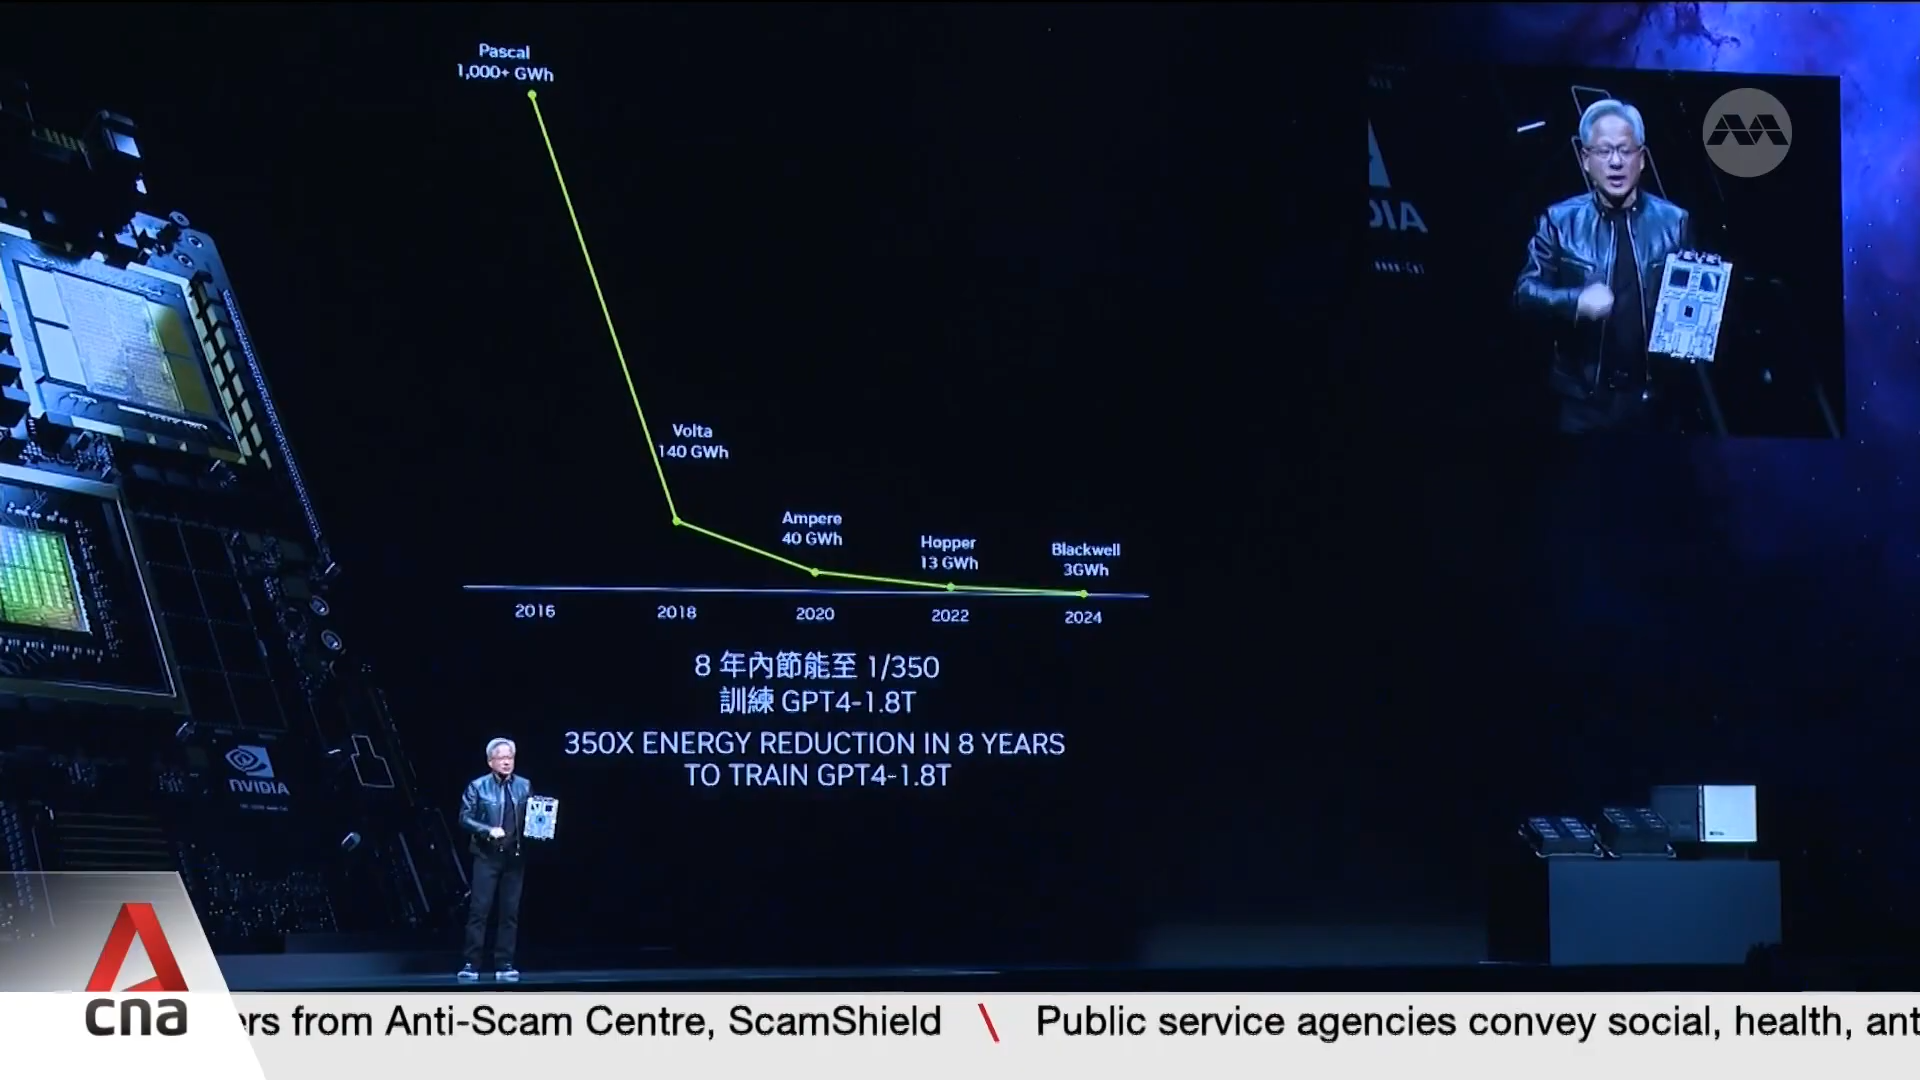 Pascal
1,000+ GWh
Volta
140 GWh
Ampere
40 GWh
Hopper
13 GWh
Blackwell
3GWh
2016
2018
2020
2022
2024
8 年內節能至 1/350
訓練 GPT4-1.8T
350X ENERGY REDUCTION IN 8 YEARS
TO TRAIN GPT4-1.8T
NVIDIA
DIA
cna
ers from Anti-Scam Centre, ScamShield \ Public service agencies convey social, health, ant